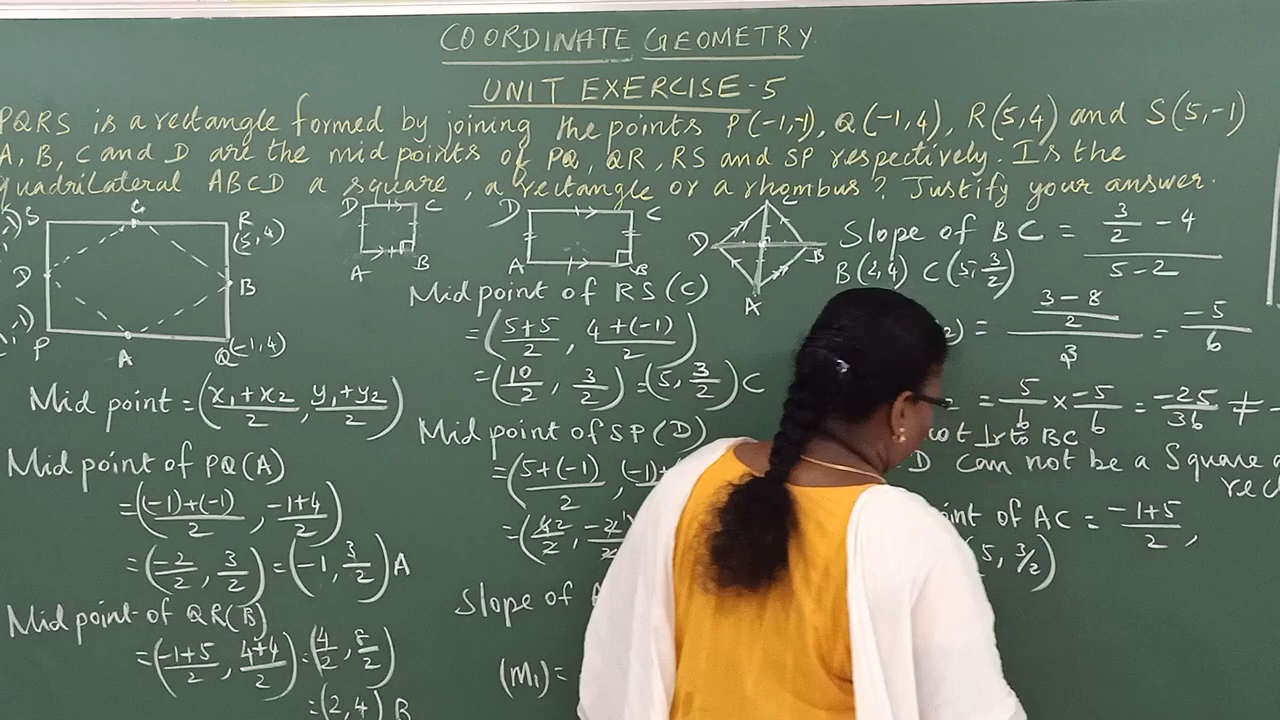 COORDINATE GEOMETRY
UNIT EXERCISE-5
PQRS is a rectangle formed by joining the points P(-1,-1), Q(-1,4), R(5,4) and S(5,-1)
A, B, C and D are the mid points of PQ, QR, RS and SP respectively. Is the
quadrilateral ABCD a square, a rectangle or a rhombus? Justify your answer.
S C R
(5,4)
D B
P A Q(-1,4)
D C
A B
D C
A B
C
D B
A
Mid point = (x₁+x₂/2, y₁+y₂/2)
Mid point of PQ(A)
= ((-1)+(-1)/2, -1+4/2)
= (-2/2, 3/2) = (-1, 3/2) A
Mid point of QR(B)
= (-1+5/2, 4+4/2) = (4/2, 8/2)
= (2,4) B
Mid point of RS(C)
= (5+5/2, 4+(-1)/2)
= (10/2, 3/2) = (5, 3/2) C
Mid point of SP(D)
= (5+(-1)/2, (-1)+
Slope of
(M₁) =
Slope of BC = 3/2 - 4 / 5-2
B(2,4) C(5, 3/2)
2) = 3-8/2 / 3 = -5/6
= 5/6 × -5/6 = -25/36 ≠ -
not ⊥r to BC
D can not be a Square
of AC = -1+5/2,
5, 3/2)